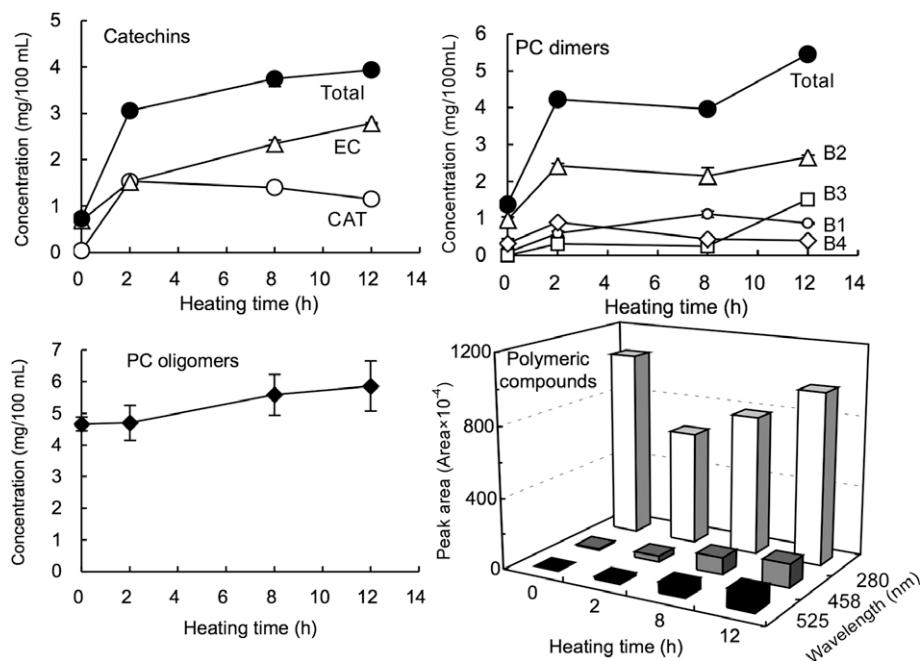 Catechins
Concentration (mg/100 mL)
5
4
3
2
1
0
Total
EC
CAT
0 2 4 6 8 10 12 14
Heating time (h)
PC dimers
Concentration (mg/100mL)
6
5
4
3
2
1
0
Total
B2
B3
B1
B4
0 2 4 6 8 10 12 14
Heating time (h)
PC oligomers
Concentration (mg/100 mL)
7
6
5
4
3
2
1
0
0 2 4 6 8 10 12 14
Heating time (h)
Polymeric
compounds
Peak area (Area×10⁻⁴)
1200
800
400
0
0 2 8 12
Heating time (h)
280
458
525
Wavelength (nm)